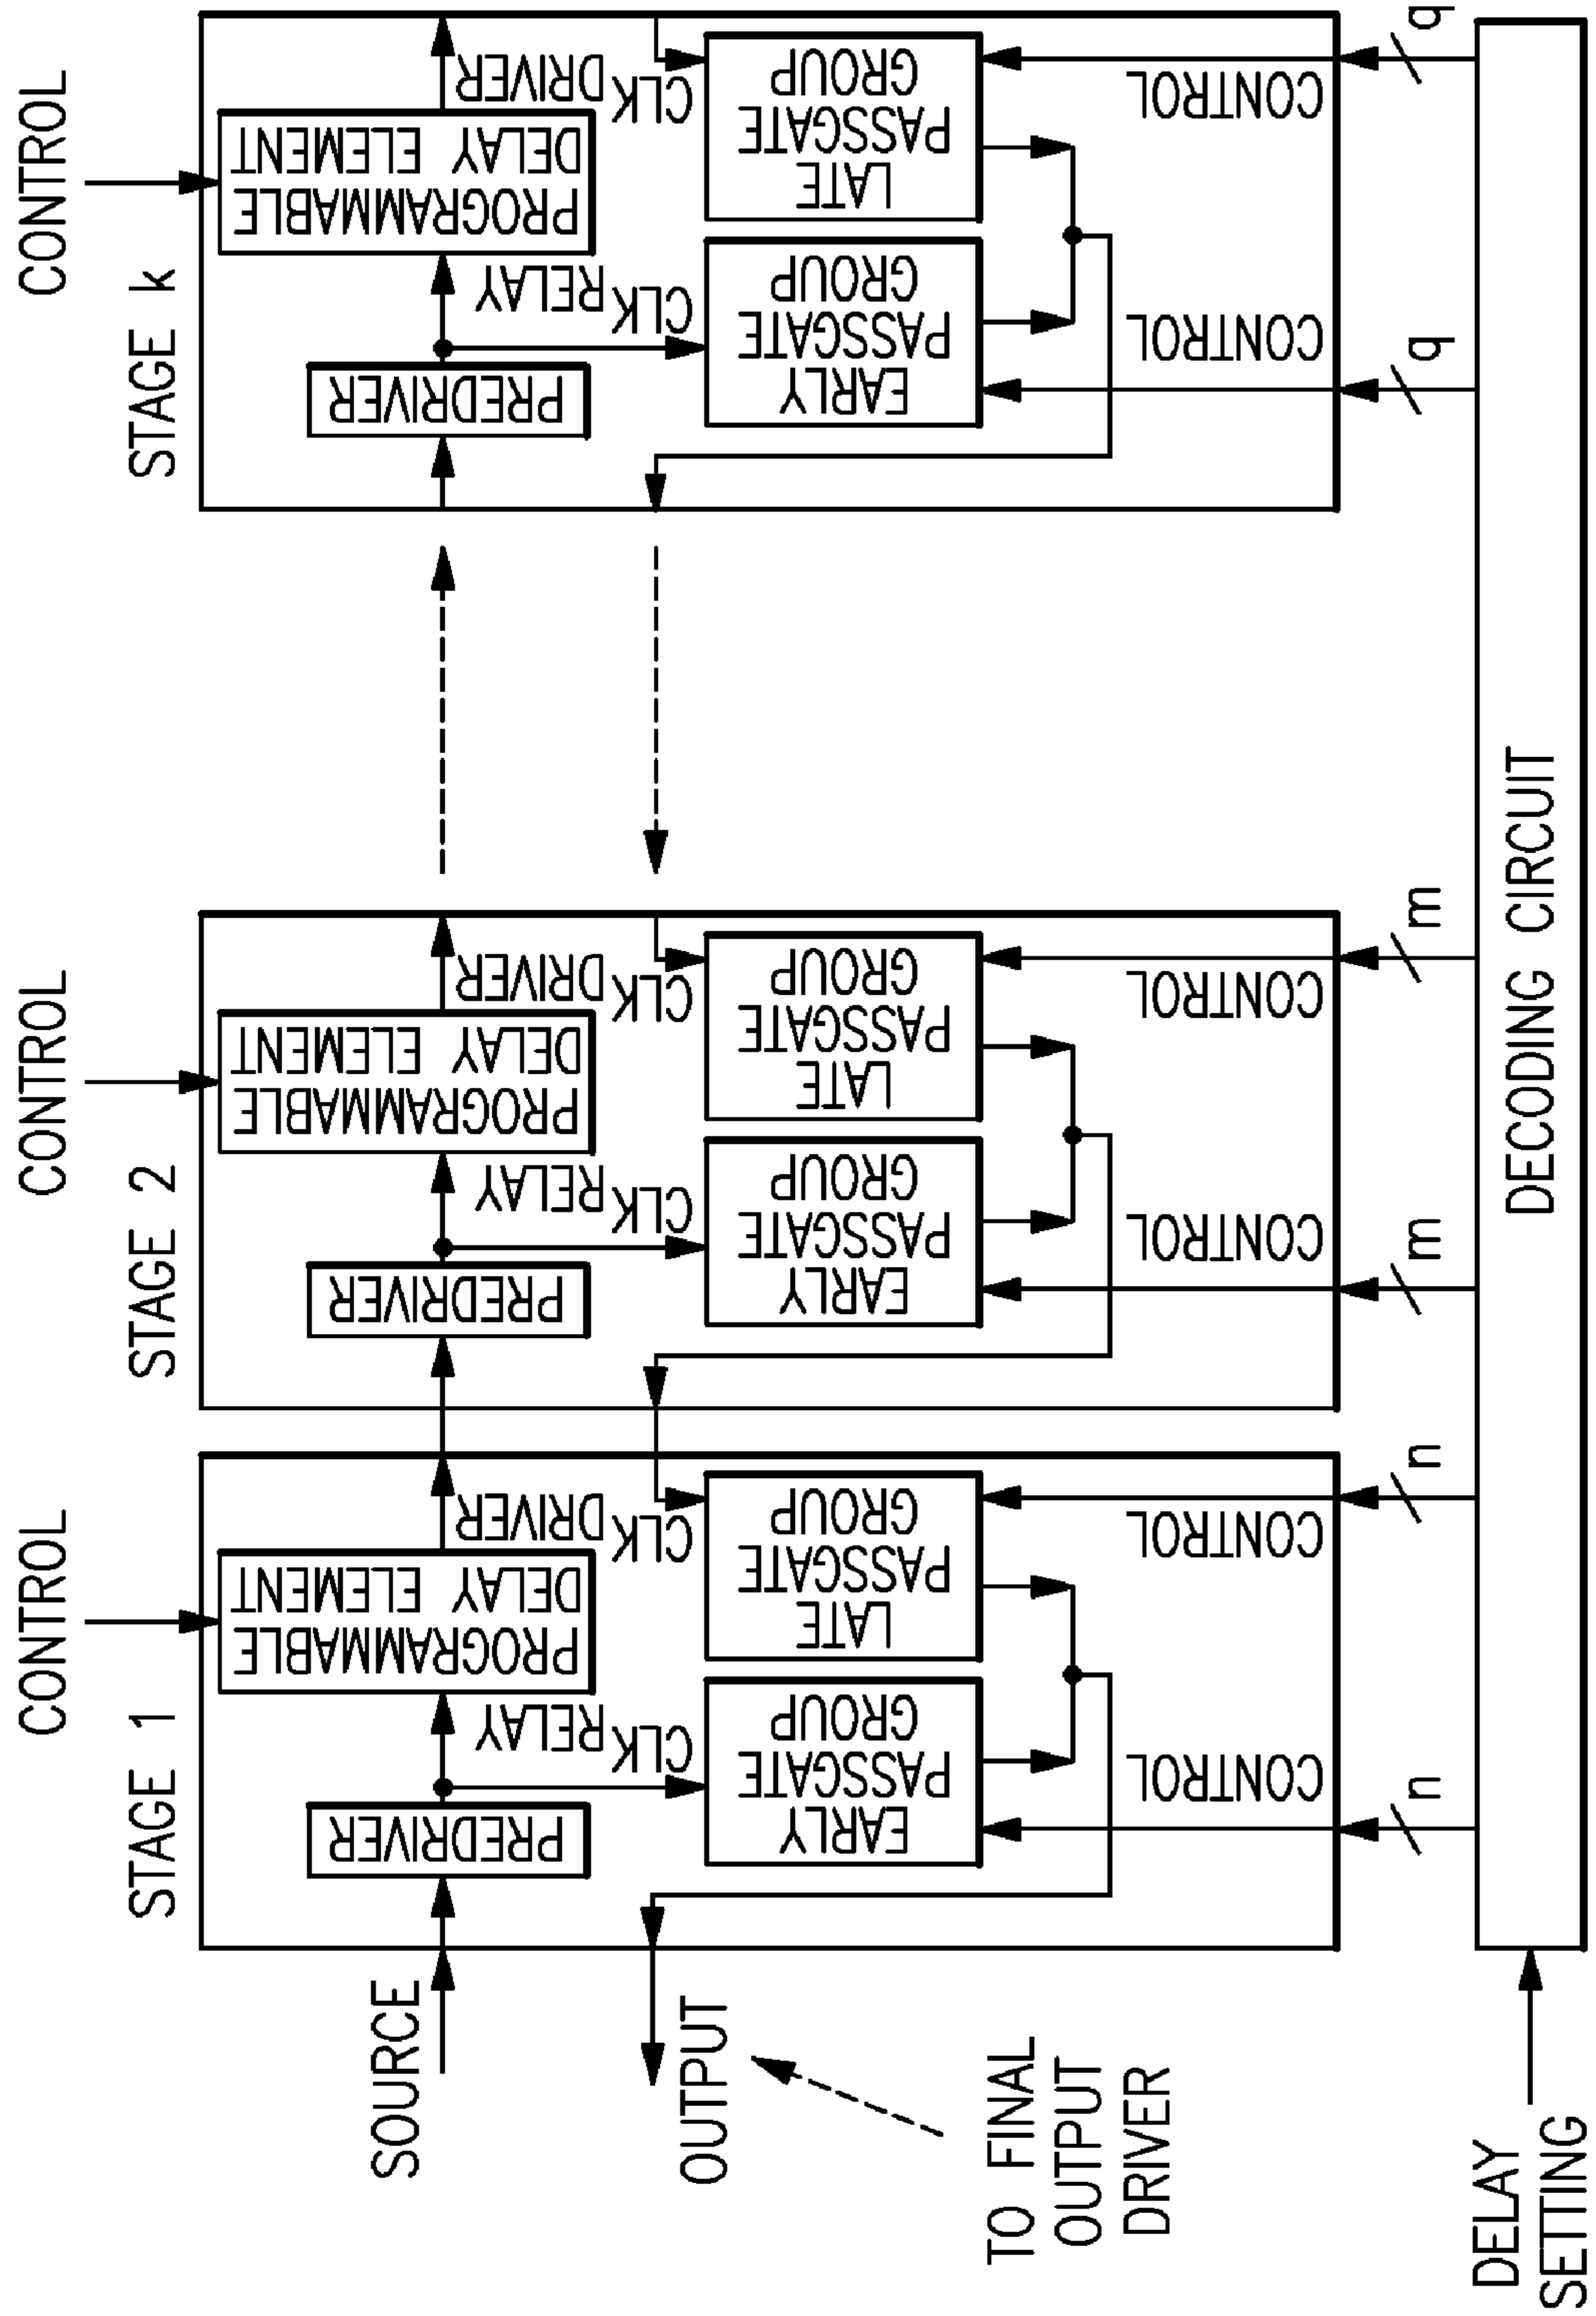 CONTROL
CONTROL
CONTROL
STAGE 1
STAGE 2
STAGE k
SOURCE
PREDRIVER
RELAY
PROGRAMMABLE
DELAY ELEMENT
DRIVER
PREDRIVER
RELAY
PROGRAMMABLE
DELAY ELEMENT
DRIVER
PREDRIVER
RELAY
PROGRAMMABLE
DELAY ELEMENT
DRIVER
OUTPUT
CLK
CLK
CLK
CLK
CLK
CLK
EARLY
PASSGATE
GROUP
LATE
PASSGATE
GROUP
EARLY
PASSGATE
GROUP
LATE
PASSGATE
GROUP
EARLY
PASSGATE
GROUP
LATE
PASSGATE
GROUP
TO FINAL
OUTPUT
DRIVER
CONTROL
CONTROL
CONTROL
CONTROL
CONTROL
CONTROL
n
n
m
m
q
q
DELAY
SETTING
DECODING CIRCUIT